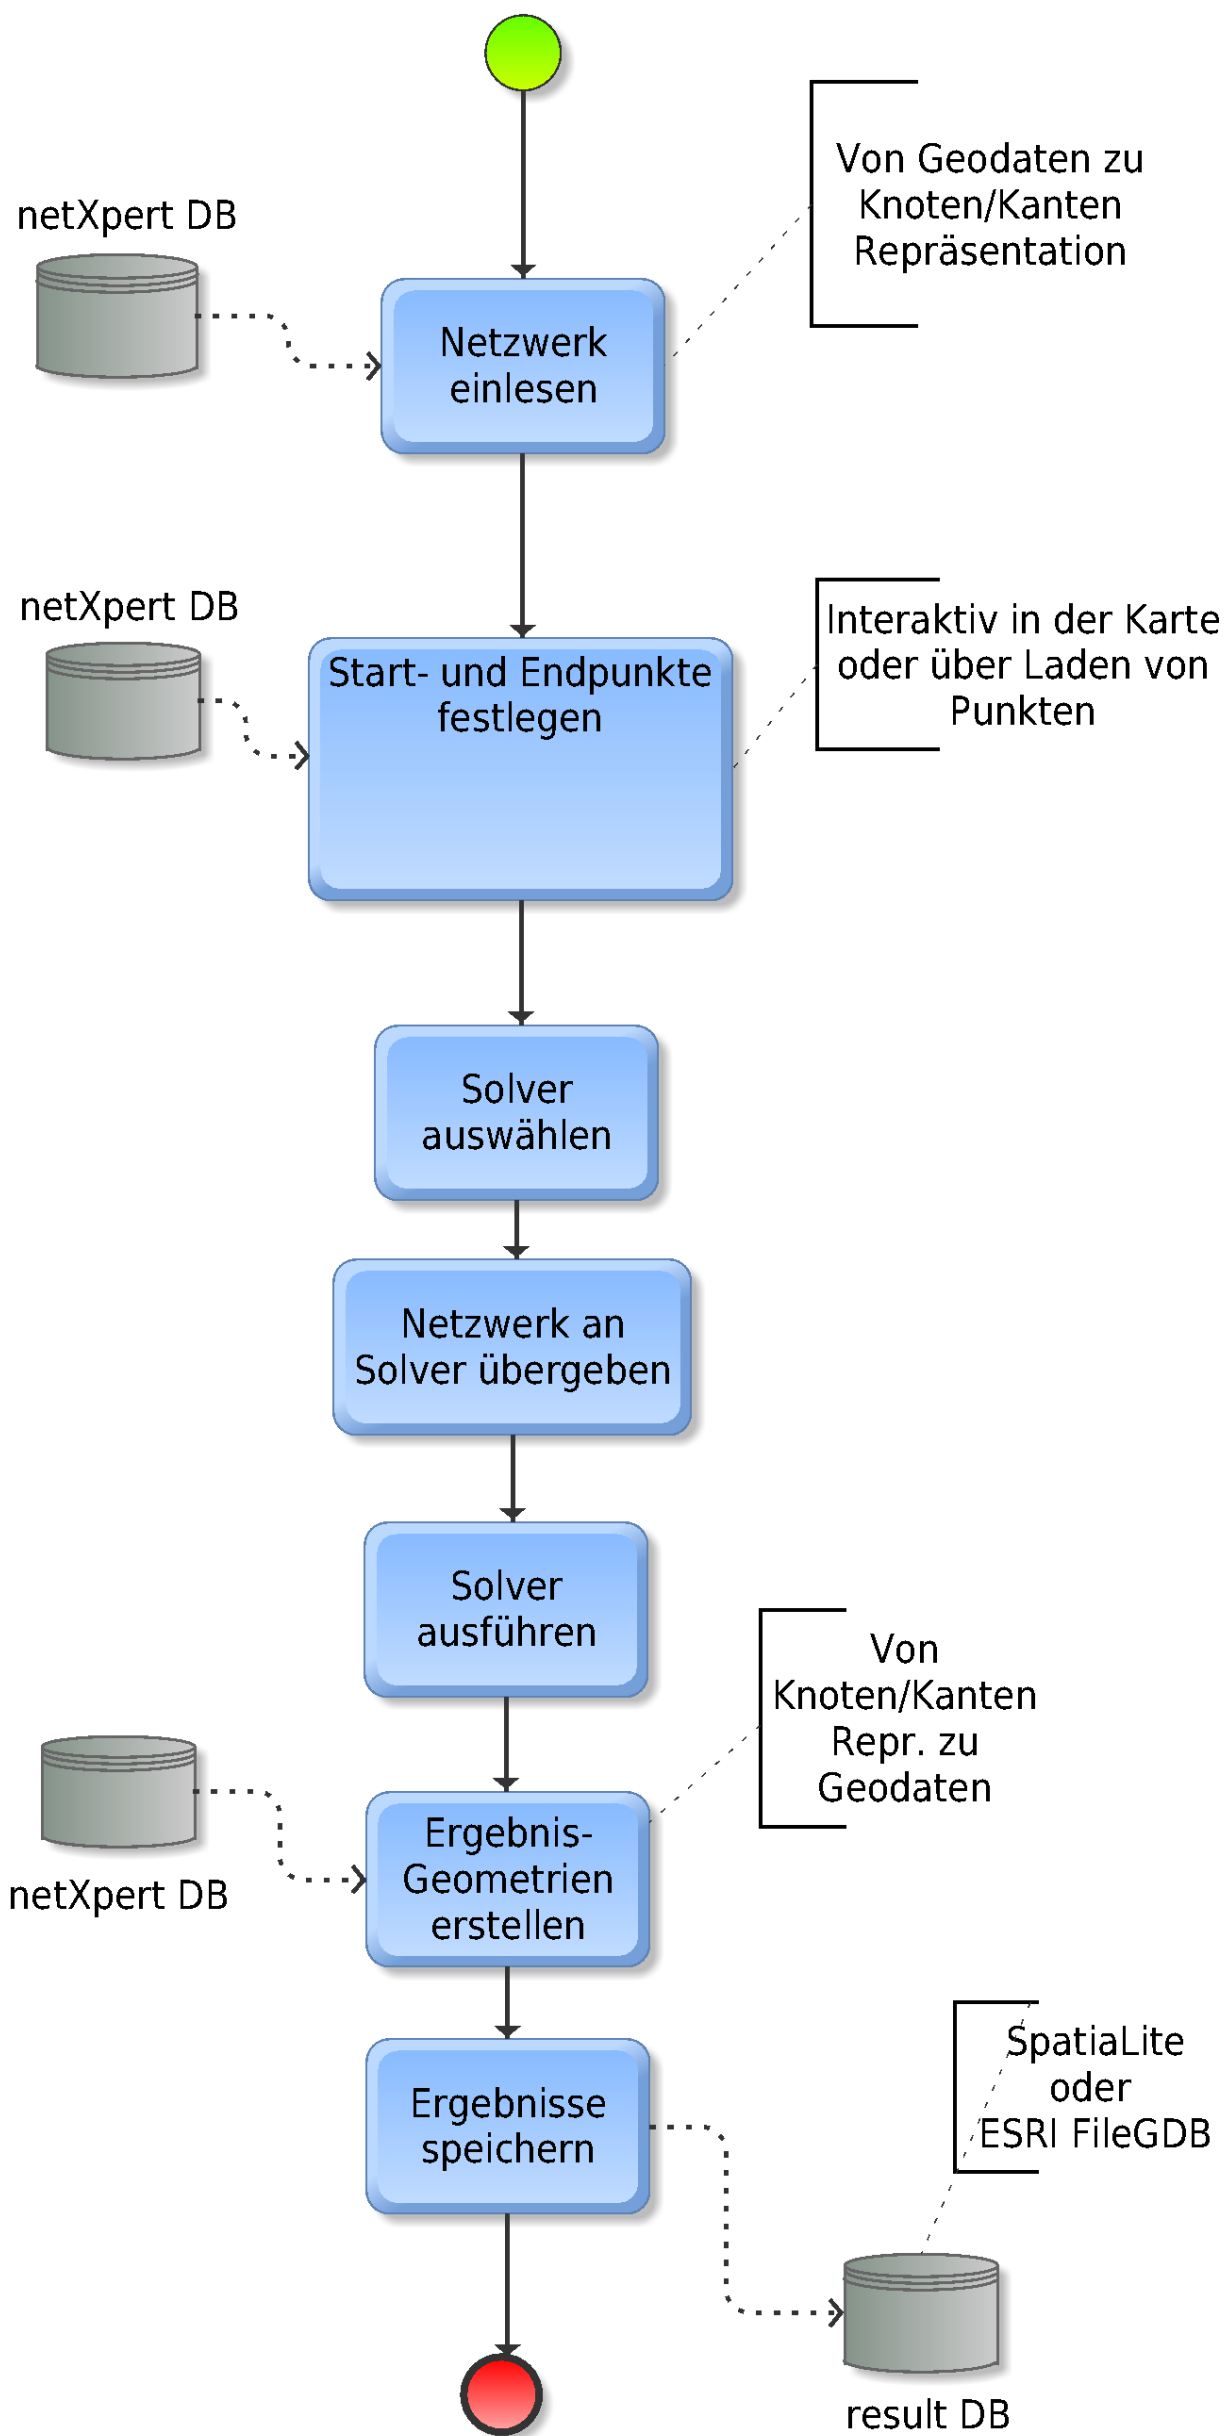 Von Geodaten zu
Knoten/Kanten
Repräsentation
netXpert DB
Netzwerk
einlesen
netXpert DB
Interaktiv in der Karte
oder über Laden von
Punkten
Start- und Endpunkte
festlegen
Solver
auswählen
Netzwerk an
Solver übergeben
Solver
ausführen
Von
Knoten/Kanten
Repr. zu
Geodaten
netXpert DB
Ergebnis-
Geometrien
erstellen
SpatiaLite
oder
ESRI FileGDB
Ergebnisse
speichern
result DB